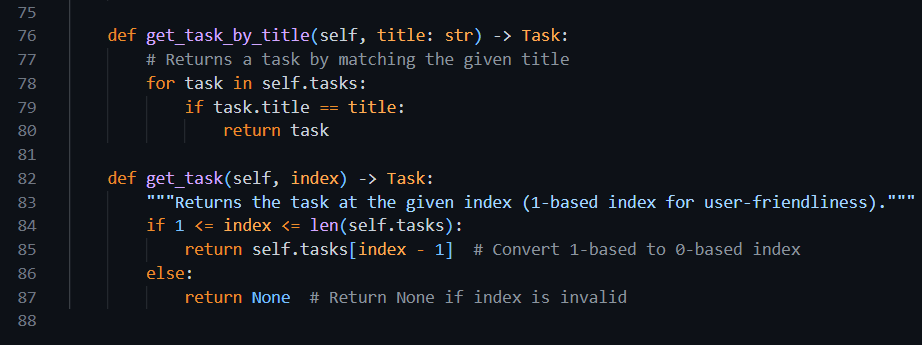 75
76 def get_task_by_title(self, title: str) -> Task:
77 # Returns a task by matching the given title
78 for task in self.tasks:
79 if task.title == title:
80 return task
81
82 def get_task(self, index) -> Task:
83 """Returns the task at the given index (1-based index for user-friendliness)."""
84 if 1 <= index <= len(self.tasks):
85 return self.tasks[index - 1]  # Convert 1-based to 0-based index
86 else:
87 return None  # Return None if index is invalid
88